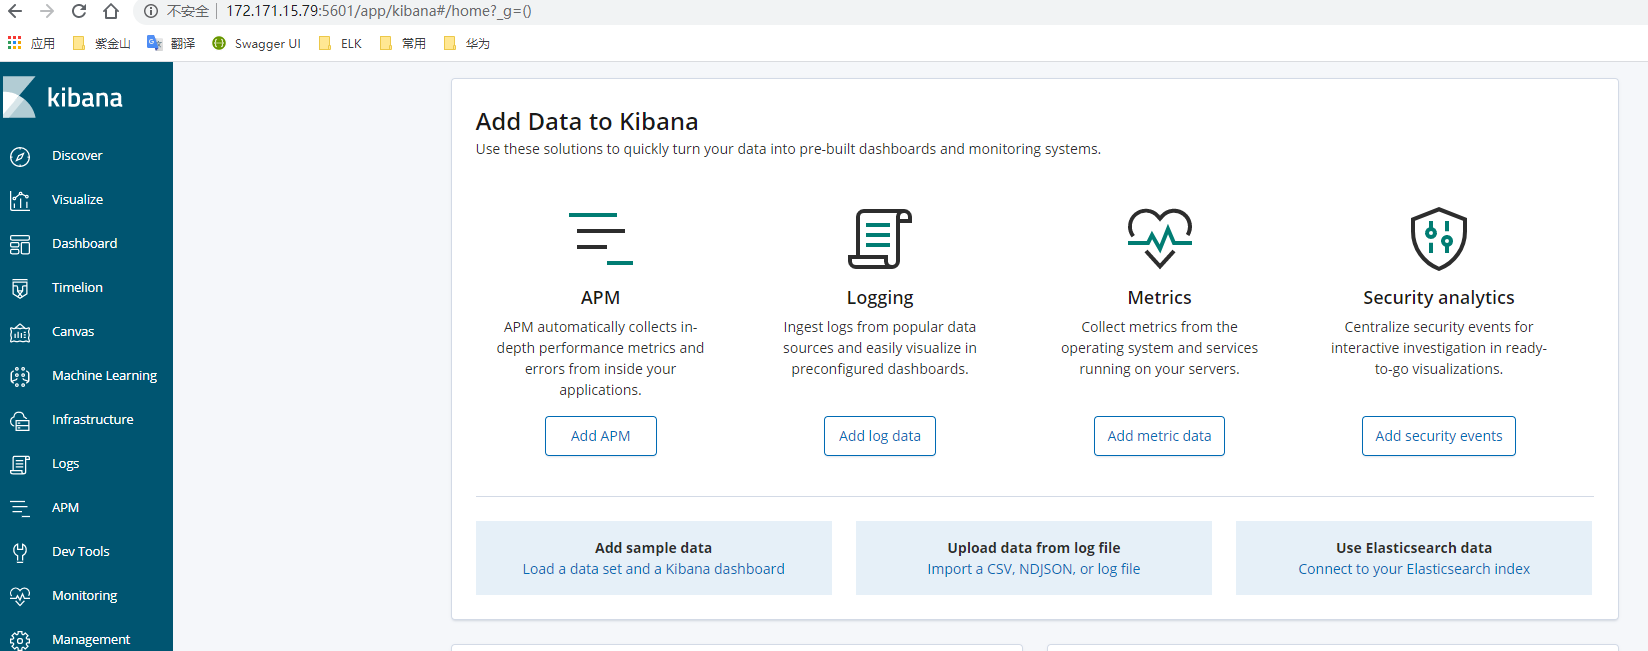 不安全 172.171.15.79:5601/app/kibana#/home?_g=()
应用 紫金山 翻译 Swagger UI ELK 常用 华为
kibana
Discover
Visualize
Dashboard
Timelion
Canvas
Machine Learning
Infrastructure
Logs
APM
Dev Tools
Monitoring
Management
Add Data to Kibana
Use these solutions to quickly turn your data into pre-built dashboards and monitoring systems.
APM
APM automatically collects in-
depth performance metrics and
errors from inside your
applications.
Add APM
Logging
Ingest logs from popular data
sources and easily visualize in
preconfigured dashboards.
Add log data
Metrics
Collect metrics from the
operating system and services
running on your servers.
Add metric data
Security analytics
Centralize security events for
interactive investigation in ready-
to-go visualizations.
Add security events
Add sample data
Load a data set and a Kibana dashboard
Upload data from log file
Import a CSV, NDJSON, or log file
Use Elasticsearch data
Connect to your Elasticsearch index